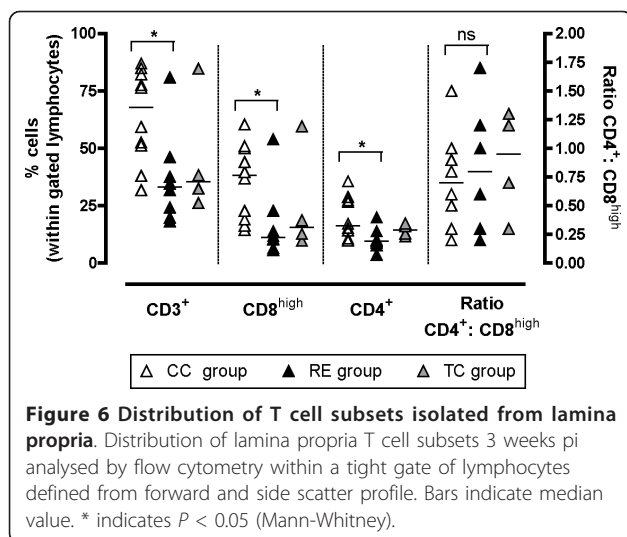 100
75
50
25
0
% cells
(within gated lymphocytes)
*
*
*
ns
2.00
1.75
1.50
1.25
1.00
0.75
0.50
0.25
0.00
Ratio CD4+: CD8high
CD3+
CD8high
CD4+
Ratio
CD4+: CD8high
△ CC group ▲ RE group ▲ TC group
Figure 6 Distribution of T cell subsets isolated from lamina
propria. Distribution of lamina propria T cell subsets 3 weeks pi
analysed by flow cytometry within a tight gate of lymphocytes
defined from forward and side scatter profile. Bars indicate median
value. * indicates P < 0.05 (Mann-Whitney).